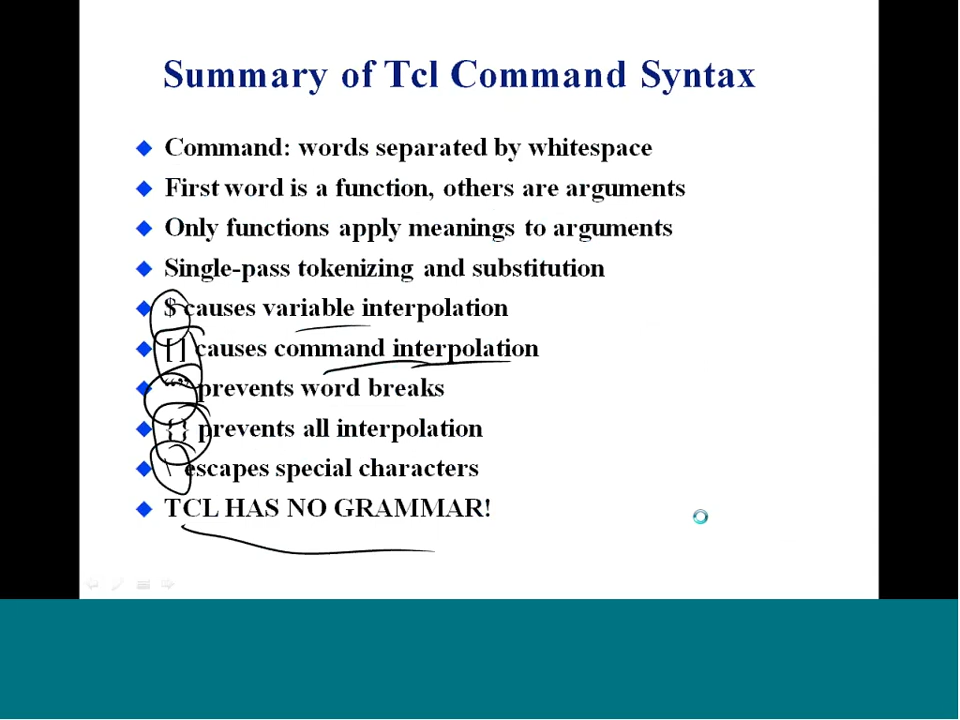 Summary of Tcl Command Syntax
Command: words separated by whitespace
First word is a function, others are arguments
Only functions apply meanings to arguments
Single-pass tokenizing and substitution
$ causes variable interpolation
[ ] causes command interpolation
“” prevents word breaks
{ } prevents all interpolation
\ escapes special characters
TCL HAS NO GRAMMAR!